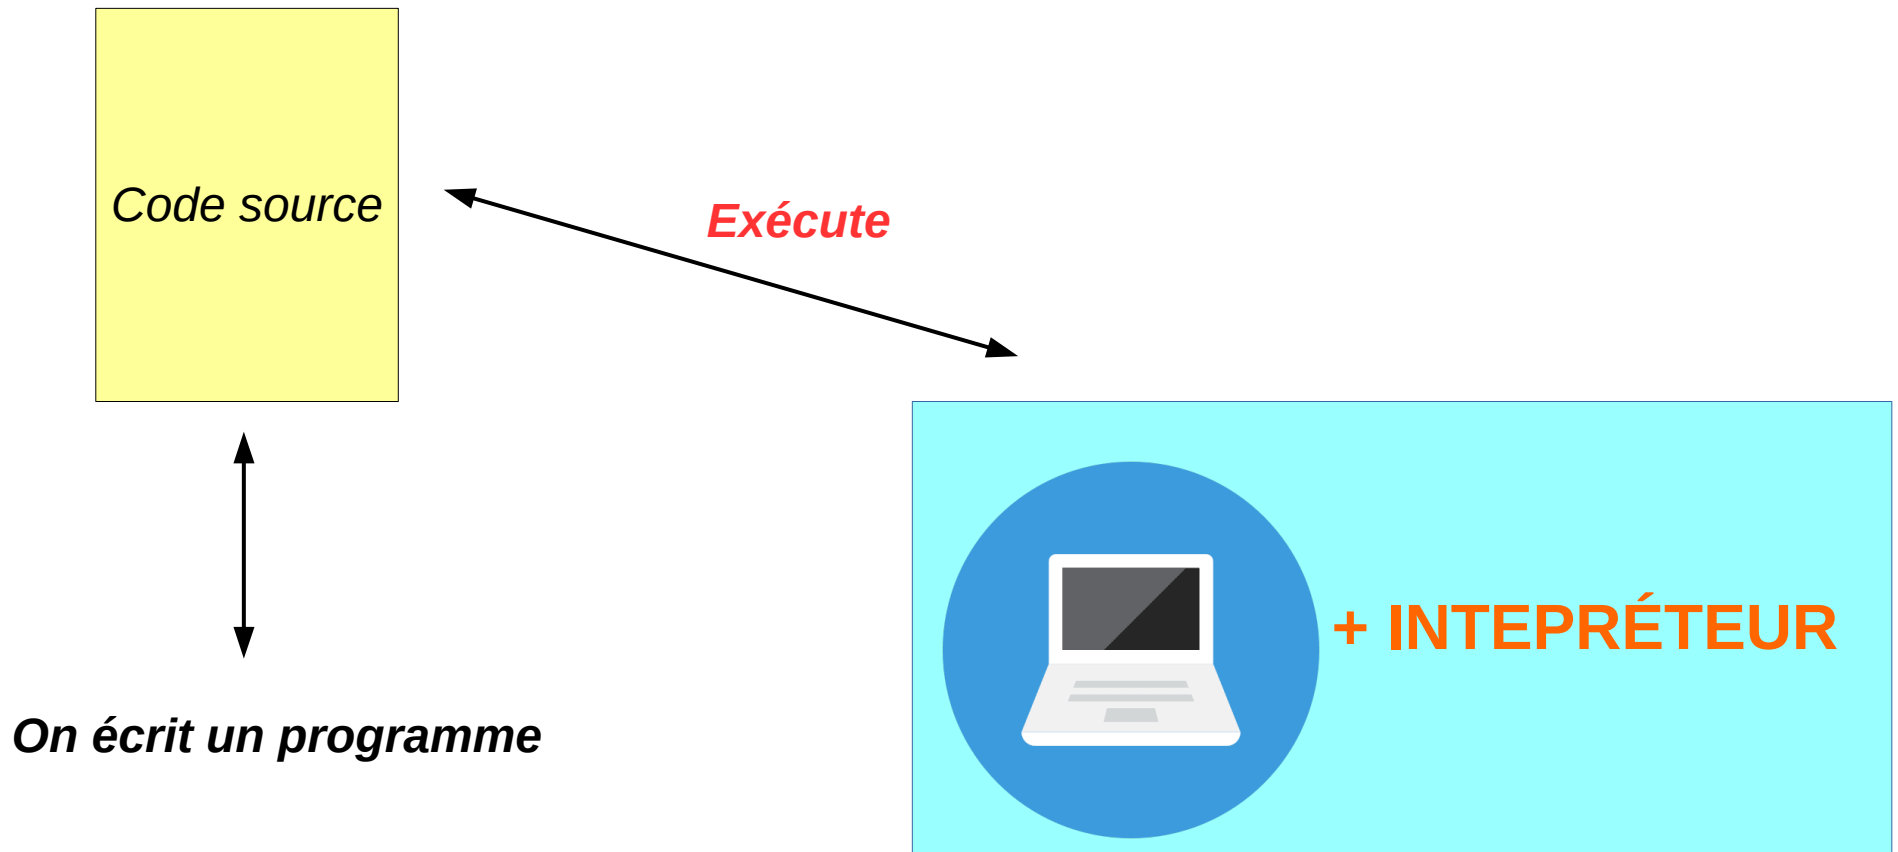 Code source
Exécute
+ INTEPRÉTEUR
On écrit un programme